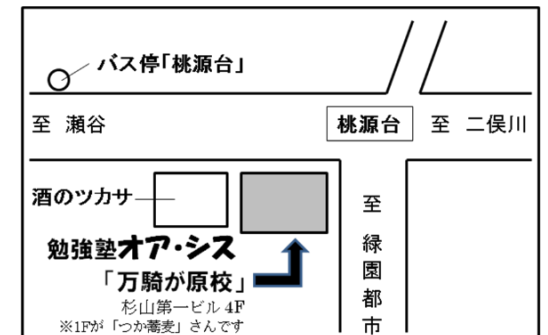 バス停「桃源台」
至 瀬谷
桃源台
至 二俣川
酒のツカサ
至 緑園都市
勉強塾オア・シス
「万騎が原校」
杉山第一ビル 4F
※1Fが「つか蕎麦」さんです